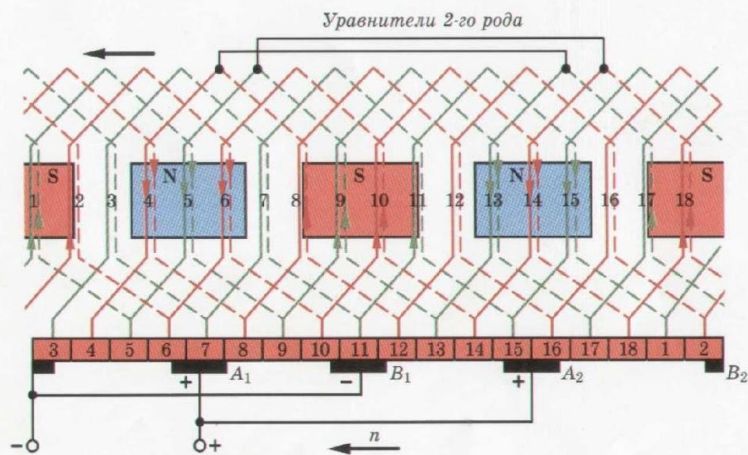 Уравнители 2-го рода
S N S N S
1 2 3 4 5 6 7 8 9 10 11 12 13 14 15 16 17 18
3 4 5 6 7 8 9 10 11 12 13 14 15 16 17 18 1 2
+ A₁ - B₁ + A₂ B₂
- + n